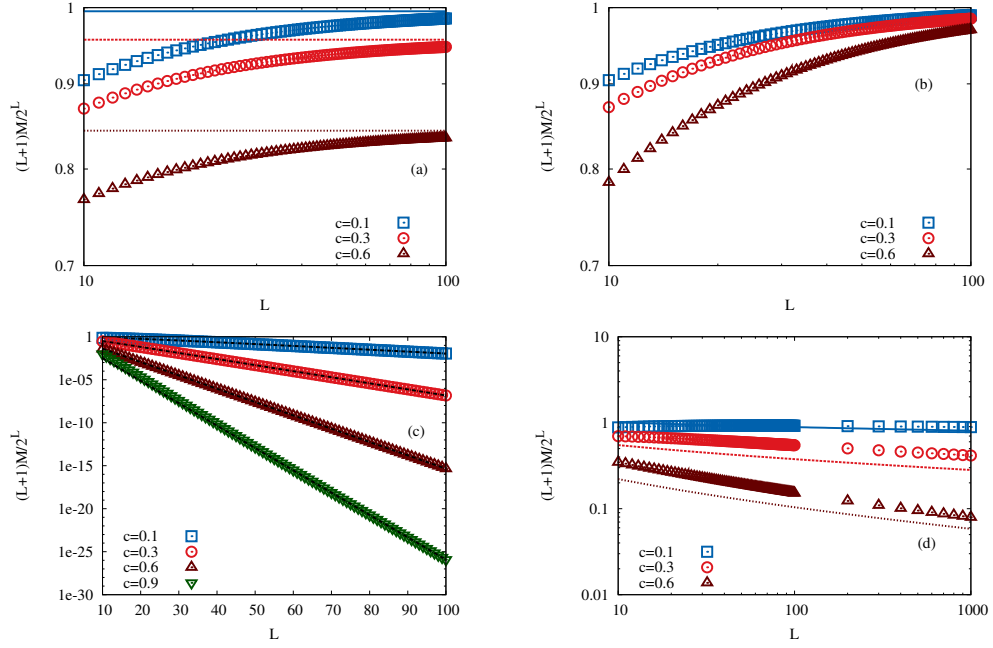 1
0.9
0.8
0.7
10
100
(L+1)M/2^L
L
(a)
c=0.1
c=0.3
c=0.6
1
0.9
0.8
0.7
10
100
(L+1)M/2^L
L
(b)
c=0.1
c=0.3
c=0.6
1
1e-05
1e-10
1e-15
1e-20
1e-25
1e-30
10 20 30 40 50 60 70 80 90 100
(L+1)M/2^L
L
(c)
c=0.1
c=0.3
c=0.6
c=0.9
10
1
0.1
0.01
10 100 1000
(L+1)M/2^L
L
(d)
c=0.1
c=0.3
c=0.6